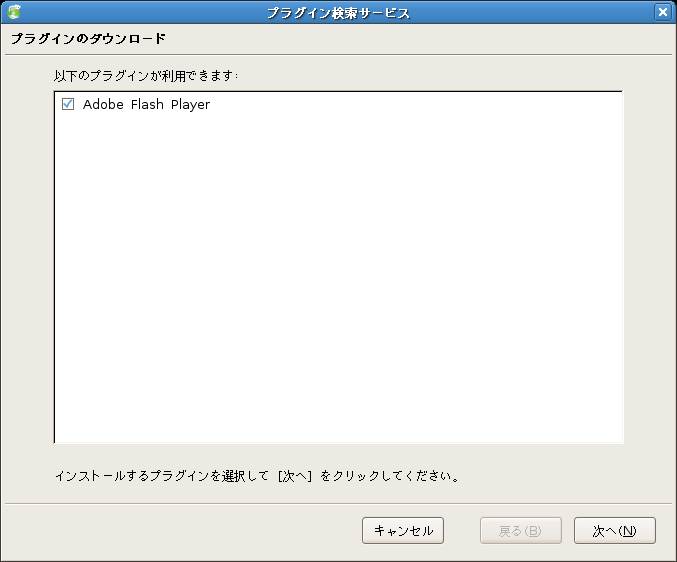 プラグイン検索サービス
プラグインのダウンロード
以下のプラグインが利用できます:
Adobe Flash Player
インストールするプラグインを選択して [次へ] をクリックしてください。
キャンセル 戻る(B) 次へ(N)